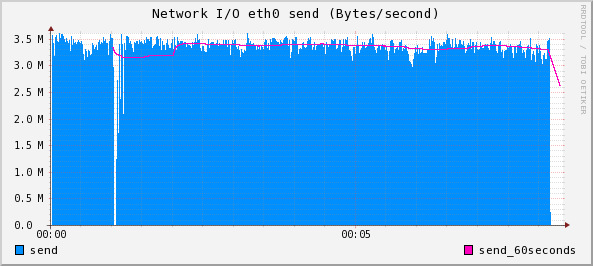 Network I/O eth0 send (Bytes/second)
RRDTOOL / TOBI OETIKER
3.5 M
3.0 M
2.5 M
2.0 M
1.5 M
1.0 M
0.5 M
0.0
00:00 00:05
send send_60seconds